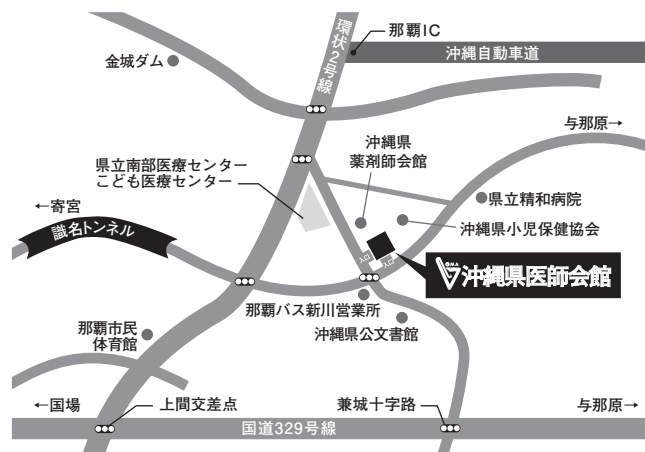 那覇IC
沖縄自動車道
環状2号線
金城ダム
与那原→
沖縄県
薬剤師会館
県立南部医療センター
こども医療センター
県立精和病院
←寄宮
識名トンネル
沖縄県小児保健協会
入口
入口
OMA
沖縄県医師会館
那覇バス新川営業所
沖縄県公文書館
那覇市民
体育館
←国場
上間交差点
兼城十字路
与那原→
国道329号線